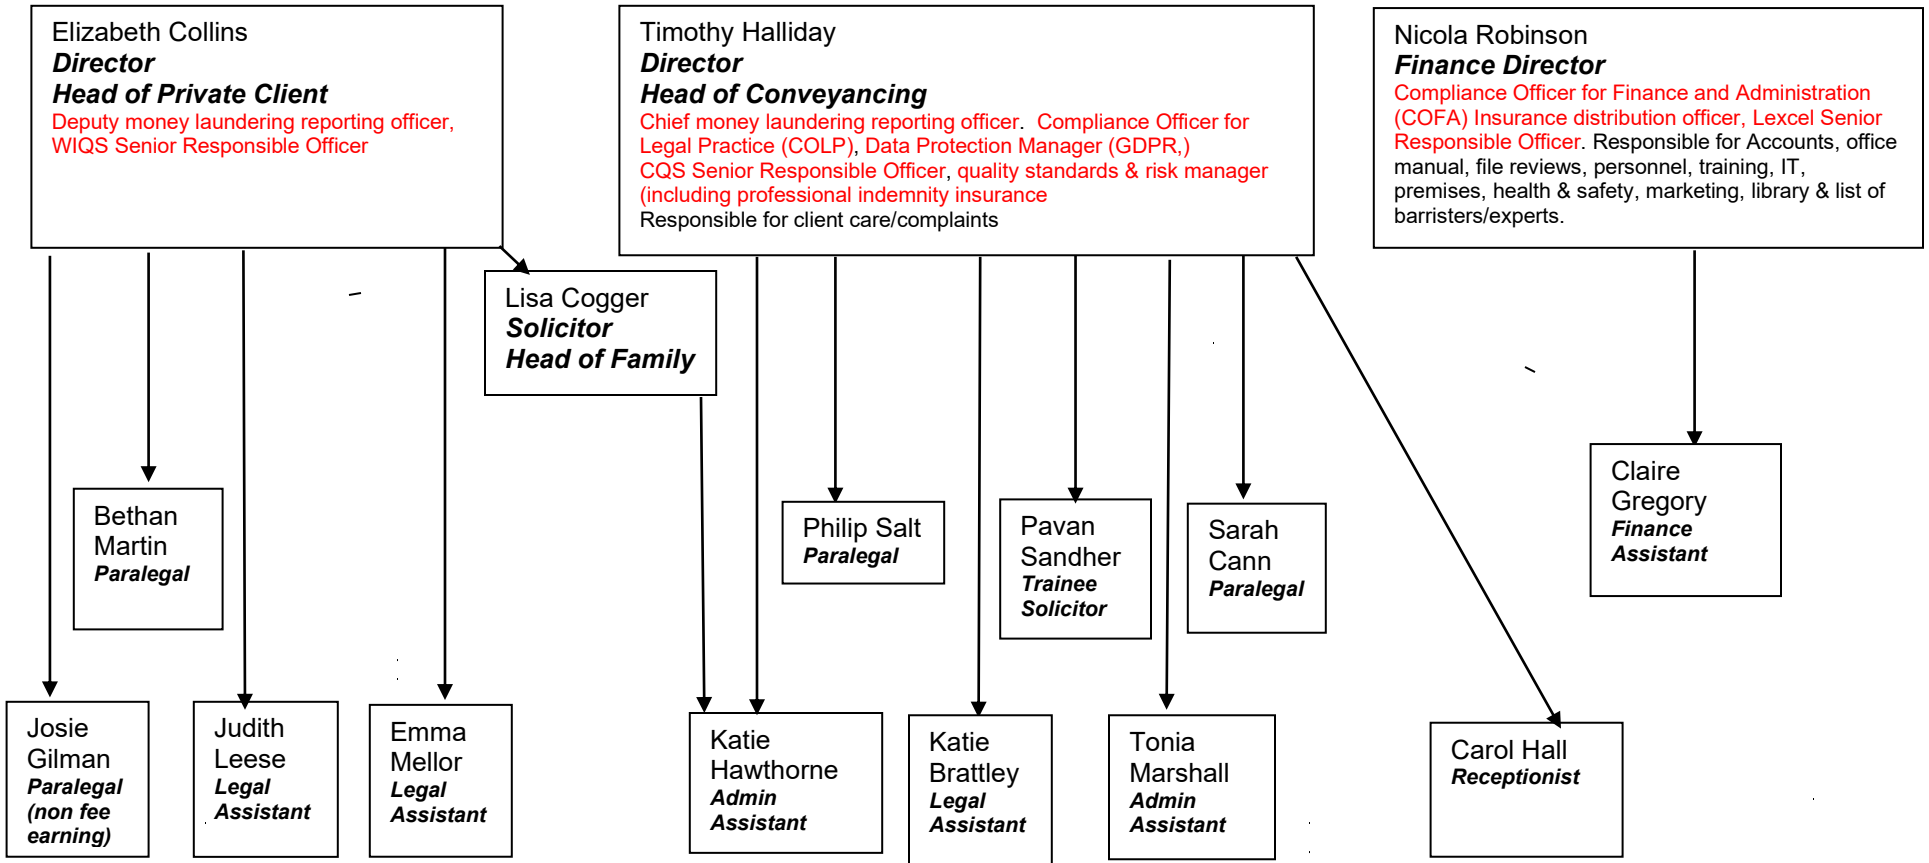 Elizabeth Collins
Director
Head of Private Client
Deputy money laundering reporting officer,
WIQS Senior Responsible Officer
Timothy Halliday
Director
Head of Conveyancing
Chief money laundering reporting officer.  Compliance Officer for
Legal Practice (COLP), Data Protection Manager (GDPR,)
CQS Senior Responsible Officer, quality standards & risk manager
(including professional indemnity insurance
Responsible for client care/complaints
Nicola Robinson
Finance Director
Compliance Officer for Finance and Administration
(COFA) Insurance distribution officer, Lexcel Senior
Responsible Officer. Responsible for Accounts, office
manual, file reviews, personnel, training, IT,
premises, health & safety, marketing, library & list of
barristers/experts.
Lisa Cogger
Solicitor
Head of Family
Bethan
Martin
Paralegal
Philip Salt
Paralegal
Pavan
Sandher
Trainee
Solicitor
Sarah
Cann
Paralegal
Claire
Gregory
Finance
Assistant
Josie
Gilman
Paralegal
(non fee
earning)
Judith
Leese
Legal
Assistant
Emma
Mellor
Legal
Assistant
Katie
Hawthorne
Admin
Assistant
Katie
Brattley
Legal
Assistant
Tonia
Marshall
Admin
Assistant
Carol Hall
Receptionist